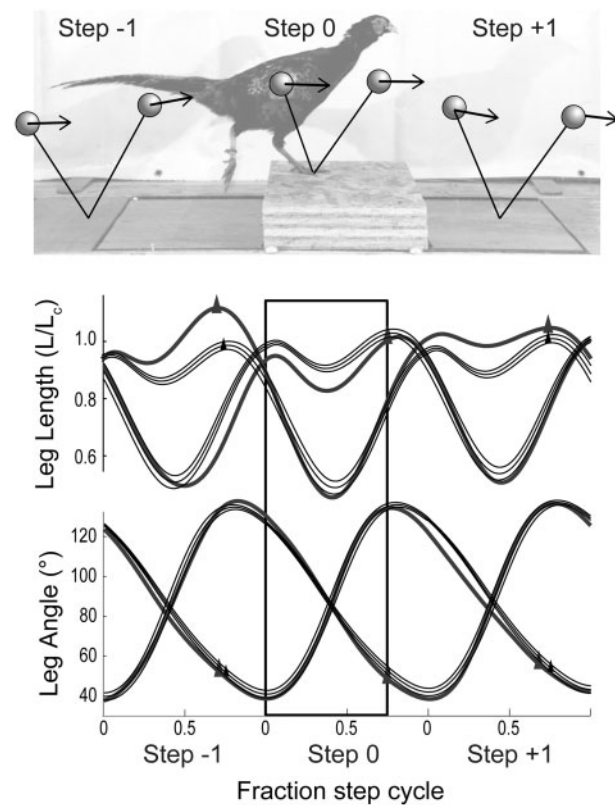 Step -1 Step 0 Step +1
Leg Length (L/Lc)
1.0
0.8
0.6
Leg Angle (°)
120
100
80
60
40
0 0.5 0 0.5 0 0.5
Step -1 Step 0 Step +1
Fraction step cycle